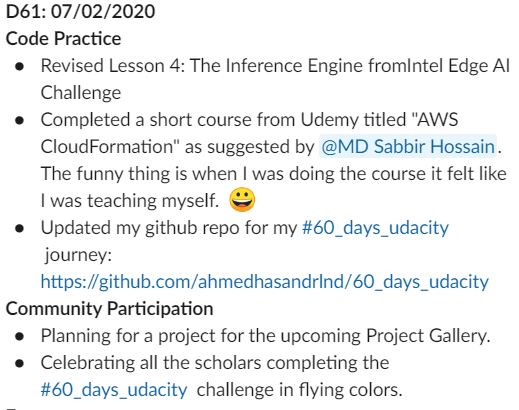 D61: 07/02/2020
Code Practice
● Revised Lesson 4: The Inference Engine fromIntel Edge AI
Challenge
● Completed a short course from Udemy titled "AWS
CloudFormation" as suggested by @MD Sabbir Hossain.
The funny thing is when I was doing the course it felt like
I was teaching myself. 😀
● Updated my github repo for my #60_days_udacity
journey:
https://github.com/ahmedhasandrlnd/60_days_udacity
Community Participation
● Planning for a project for the upcoming Project Gallery.
● Celebrating all the scholars completing the
#60_days_udacity challenge in flying colors.